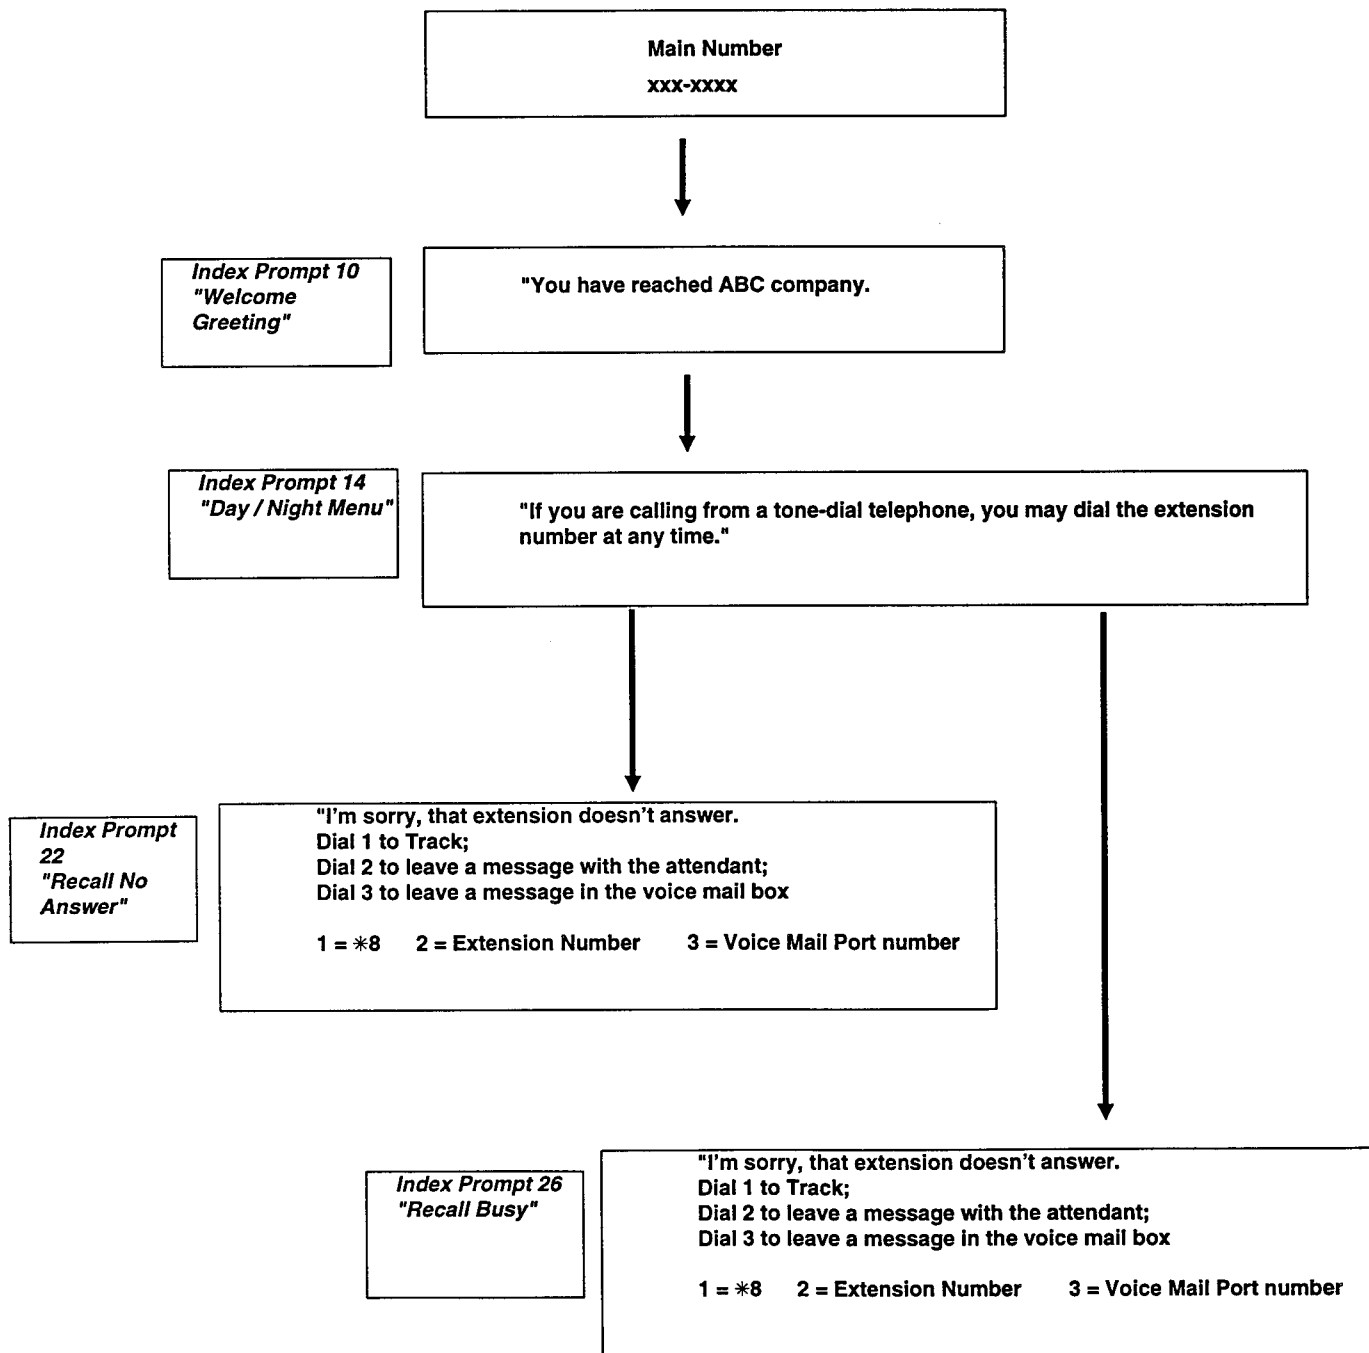 Main Number
xxx-xxxx
Index Prompt 10
"Welcome
Greeting"
"You have reached ABC company.
Index Prompt 14
"Day / Night Menu"
"If you are calling from a tone-dial telephone, you may dial the extension
number at any time."
Index Prompt
22
"Recall No
Answer"
"I'm sorry, that extension doesn't answer.
Dial 1 to Track;
Dial 2 to leave a message with the attendant;
Dial 3 to leave a message in the voice mail box
1 = ✳8 2 = Extension Number 3 = Voice Mail Port number
Index Prompt 26
"Recall Busy"
"I'm sorry, that extension doesn't answer.
Dial 1 to Track;
Dial 2 to leave a message with the attendant;
Dial 3 to leave a message in the voice mail box
1 = ✳8 2 = Extension Number 3 = Voice Mail Port number